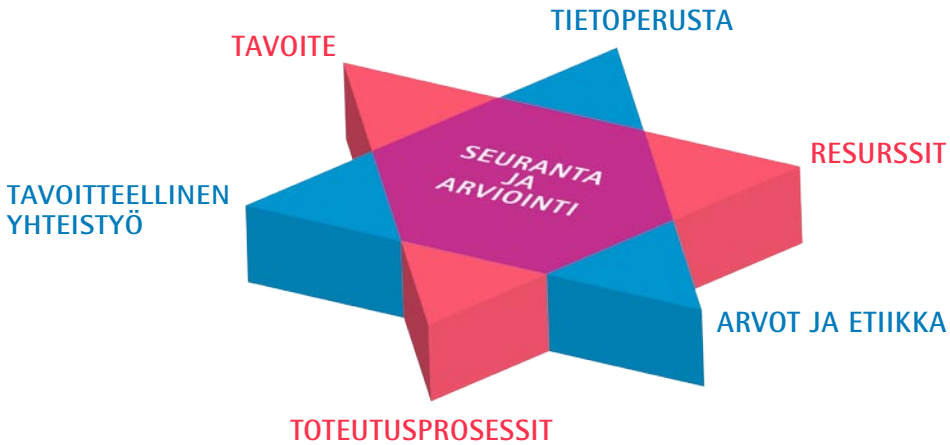 TIETOPERUSTA
TAVOITE
SEURANTA
JA
ARVIOINTI
RESURSSIT
TAVOITTEELLINEN
YHTEISTYÖ
ARVOT JA ETIIKKA
TOTEUTUSPROSESSIT